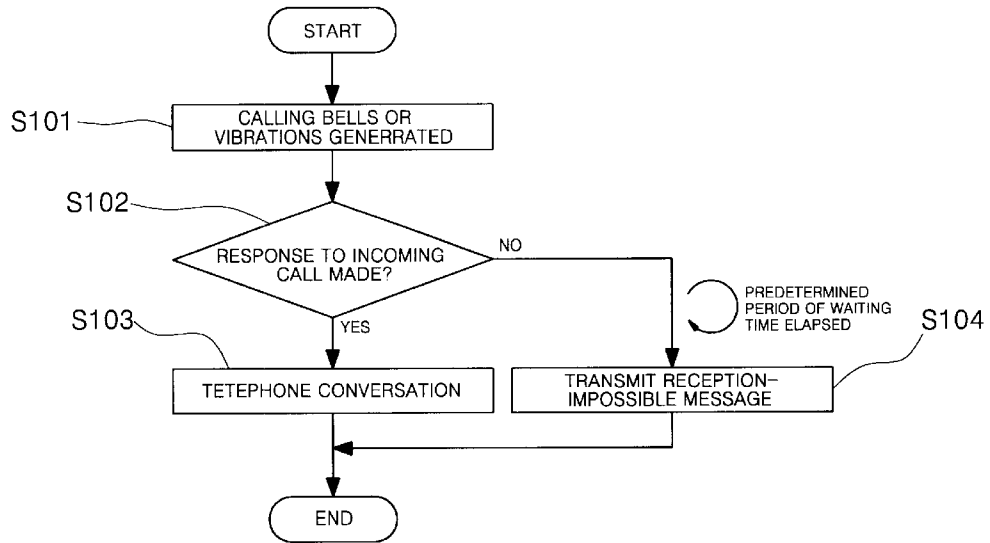 START
S101
CALLING BELLS OR
VIBRATIONS GENERRATED
S102
RESPONSE TO INCOMING
CALL MADE?
NO
YES
PREDETERMINED
PERIOD OF WAITING
TIME ELAPSED
S103
S104
TETEPHONE CONVERSATION
TRANSMIT RECEPTION–
IMPOSSIBLE MESSAGE
END